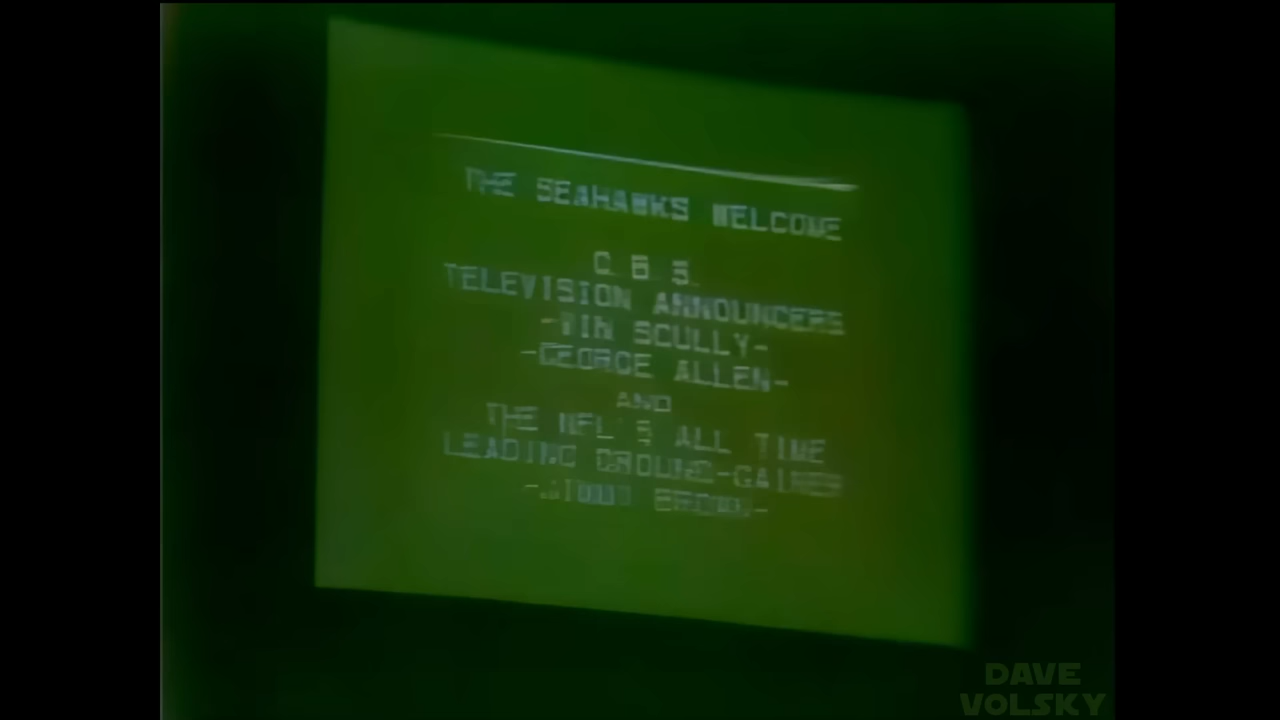 THE SEAHAWKS WELCOME
C.B.S.
TELEVISION ANNOUNCERS
-VIN SCULLY-
-GEORGE ALLEN-
AND
THE NFL'S ALL TIME
LEADING GROUND-GAINER
BROWN-
DAVE
VOLSKY